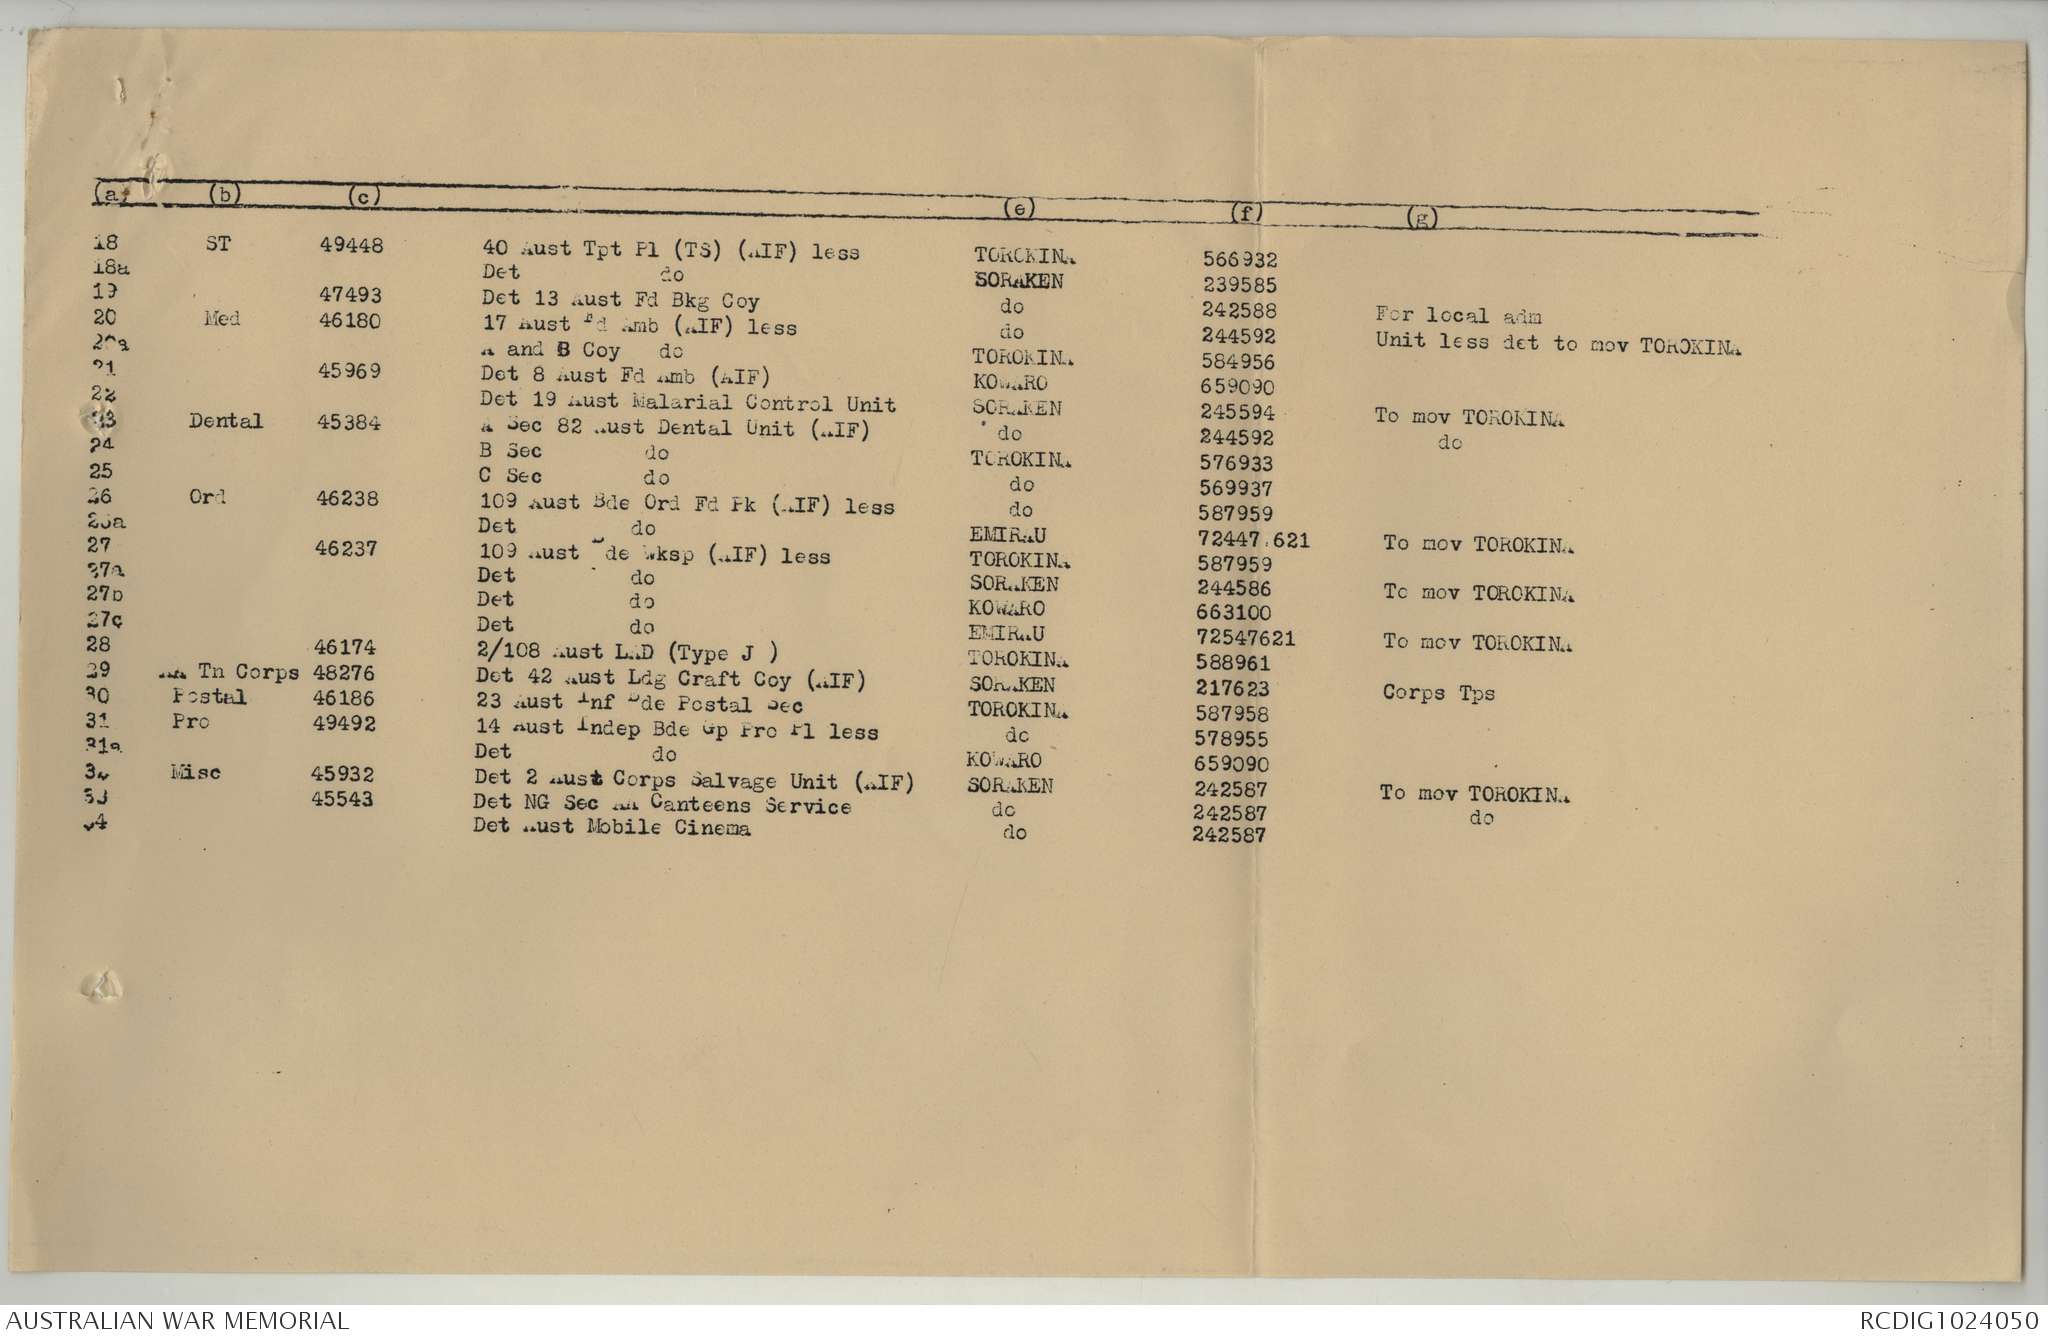 (a) (b) (c) (e) (f) (g)
18 ST 49448 40 Aust Tpt Pl (TS) (AIF) less TOROKINA 566932
18a Det do SORAKEN 239585
19 47493 Det 13 Aust Fd Bkg Coy do 242588 For local adm
20 Med 46180 17 Aust Fd Amb (AIF) less do 244592 Unit less det to mov TOROKINA
20a A and B Coy do TOROKINA 584956
21 45969 Det 8 Aust Fd Amb (AIF) KOWARO 659090
22 Det 19 Aust Malarial Control Unit SORAKEN 245594 To mov TOROKINA
23 Dental 45384 A Sec 82 Aust Dental Unit (AIF) do 244592 do
24 B Sec do TOROKINA 576933
25 C Sec do do 569937
26 Ord 46238 109 Aust Bde Ord Fd Pk (AIF) less do 587959
26a Det do EMIRAU 72447.621 To mov TOROKINA
27 46237 109 Aust Bde Wksp (AIF) less TOROKINA 587959
27a Det do SORAKEN 244586 To mov TOROKINA
27b Det do KOWARO 663100
27c Det do EMIRAU 72547621 To mov TOROKINA
28 46174 2/108 Aust LAD (Type J ) TOROKINA 588961
29 AA Tn Corps 48276 Det 42 Aust Ldg Craft Coy (AIF) SORAKEN 217623 Corps Tps
30 Postal 46186 23 Aust Inf Bde Postal Sec TOROKINA 587958
31 Pro 49492 14 Aust Indep Bde Gp Pro Pl less do 578955
31a Det do KOWARO 659090
32 Misc 45932 Det 2 Aust Corps Salvage Unit (AIF) SORAKEN 242587 To mov TOROKINA
33 45543 Det NG Sec AA Canteens Service do 242587 do
34 Det Aust Mobile Cinema do 242587
AUSTRALIAN WAR MEMORIAL RCDIG1024050